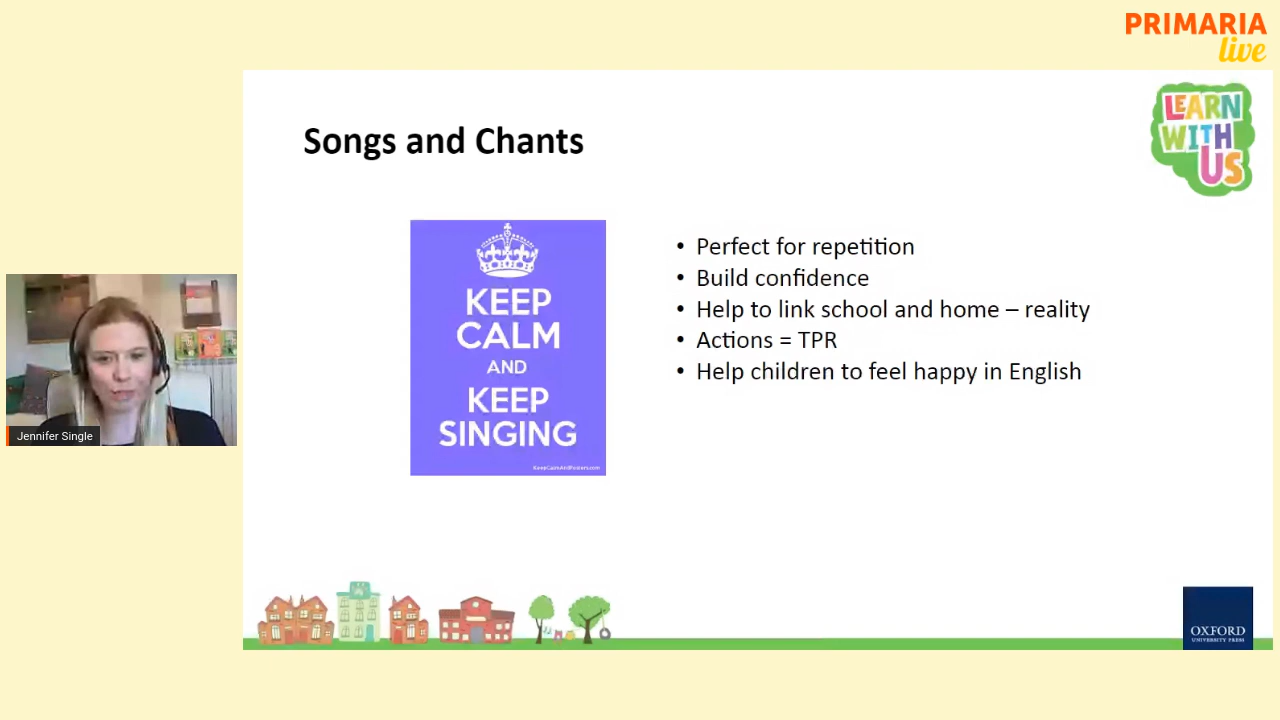 PRIMARIA
live
LEARN
WITH
US
Songs and Chants
KEEP
CALM
AND
KEEP
SINGING
KeepCalmAndPosters.com
• Perfect for repetition
• Build confidence
• Help to link school and home – reality
• Actions = TPR
• Help children to feel happy in English
Jennifer Single
OXFORD
UNIVERSITY PRESS